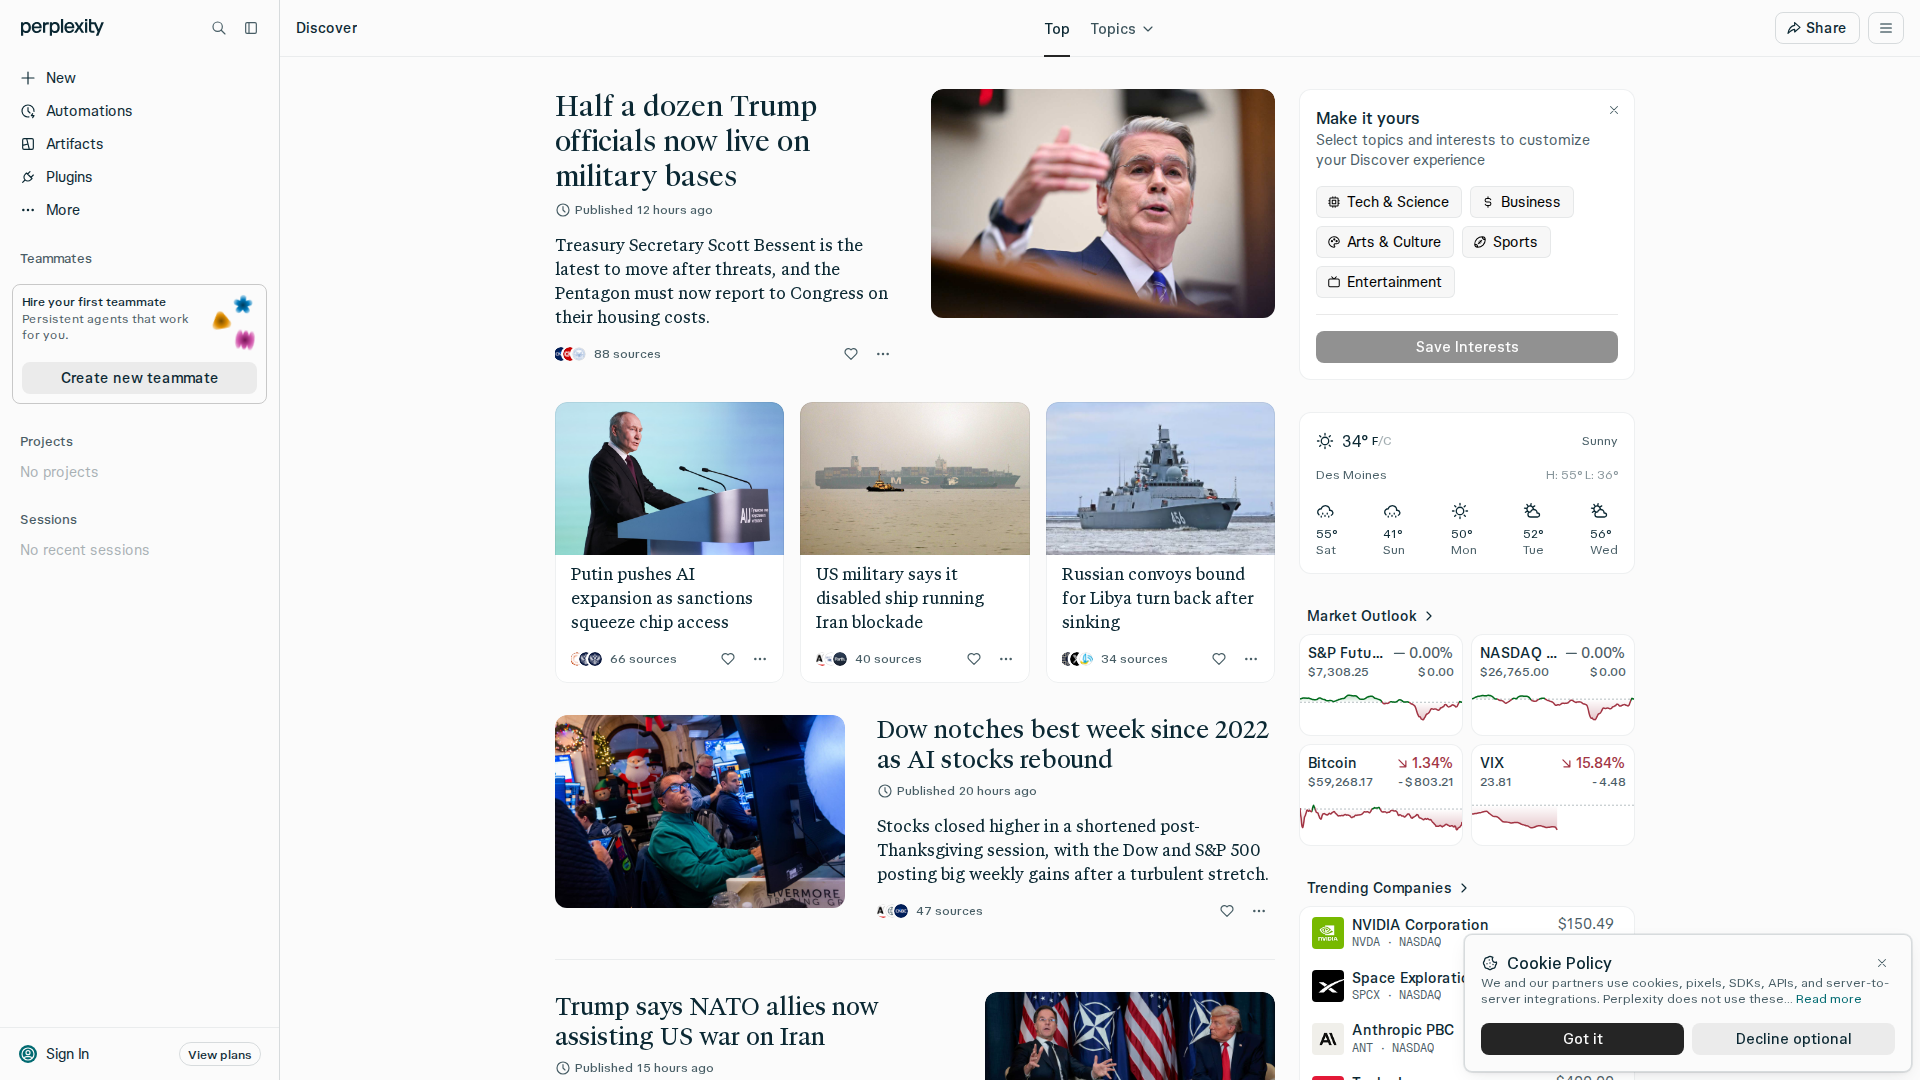 perplexity
New
Automations
Artifacts
Plugins
More
Teammates
Hire your first teammate
Persistent agents that work
for you.
Create new teammate
Projects
No projects
Sessions
No recent sessions
Sign In
View plans
Discover
Top
Topics
Share
Half a dozen Trump
officials now live on
military bases
Published 12 hours ago
Treasury Secretary Scott Bessent is the
latest to move after threats, and the
Pentagon must now report to Congress on
their housing costs.
88 sources
Putin pushes AI
expansion as sanctions
squeeze chip access
66 sources
MSC
US military says it
disabled ship running
Iran blockade
40 sources
456
Russian convoys bound
for Libya turn back after
sinking
34 sources
Dow notches best week since 2022
as AI stocks rebound
Published 20 hours ago
Stocks closed higher in a shortened post-
Thanksgiving session, with the Dow and S&P 500
posting big weekly gains after a turbulent stretch.
47 sources
Trump says NATO allies now
assisting US war on Iran
Published 15 hours ago
Make it yours
Select topics and interests to customize
your Discover experience
Tech & Science
Business
Arts & Culture
Sports
Entertainment
Save Interests
34° F/C
Sunny
Des Moines
H: 55° L: 36°
55° 41° 50° 52° 56°
Sat Sun Mon Tue Wed
Market Outlook
S&P Futu... — 0.00%
$7,308.25 $0.00
NASDAQ ... — 0.00%
$26,765.00 $0.00
Bitcoin 1.34%
$59,268.17 -$803.21
VIX 15.84%
23.81 -4.48
Trending Companies
NVIDIA Corporation $150.49
NVDA · NASDAQ
Space Exploratio
SPCX · NASDAQ
Anthropic PBC
ANT · NASDAQ
Cookie Policy
We and our partners use cookies, pixels, SDKs, APIs, and server-to-
server integrations. Perplexity does not use these... Read more
Got it
Decline optional